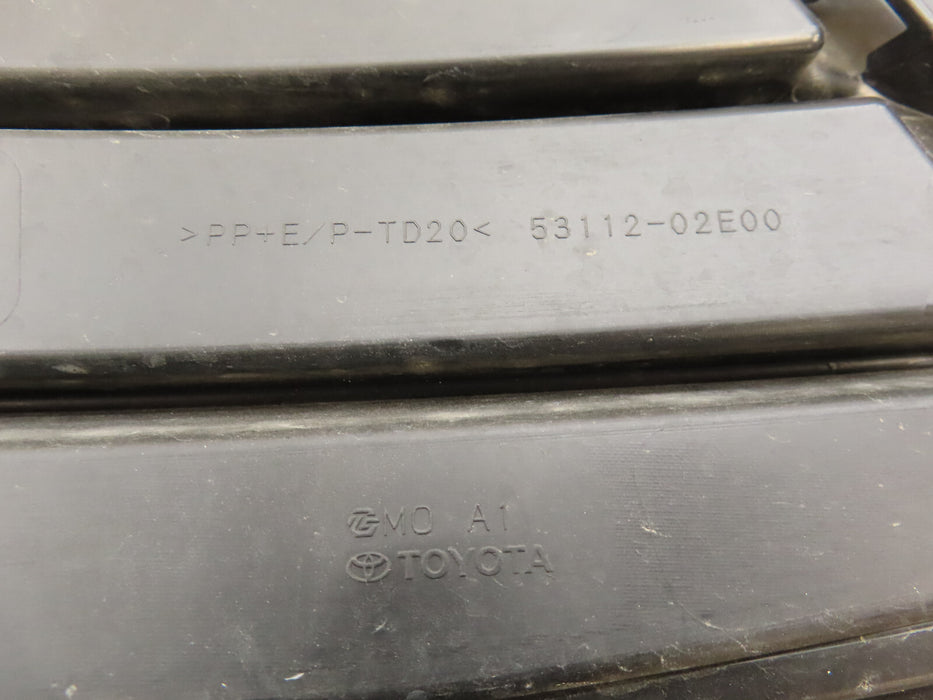 >PP+E/P-TD20< 53112-02E00
MO A1
TOYOTA